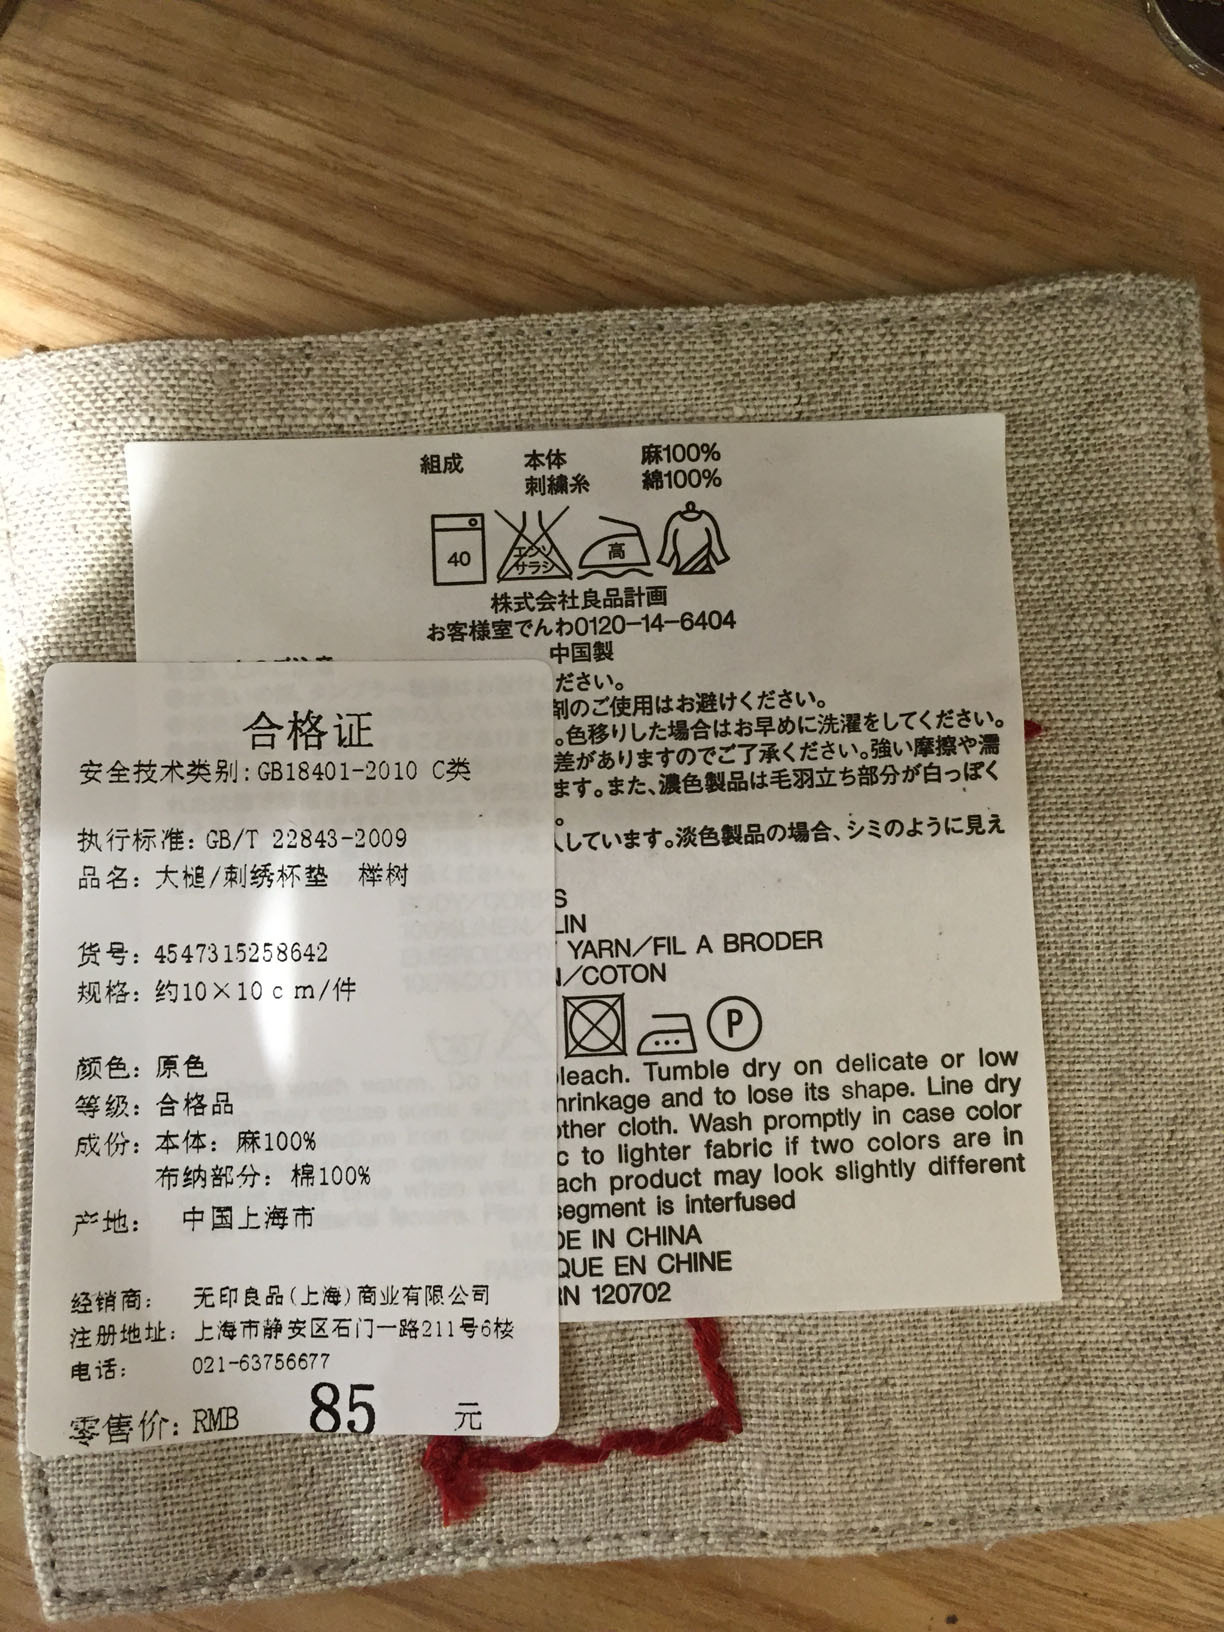 組成 本体 麻100%
刺繍糸 綿100%
40
エンソ
サラシ
高
株式会社良品計画
お客様室でんわ0120-14-6404
中国製
ださい。
剤のご使用はお避けください。
。色移りした場合はお早めに洗濯をしてください。
差がありますのでご了承ください。強い摩擦や濡
ます。また、濃色製品は毛羽立ち部分が白っぽく
。
しています。淡色製品の場合、シミのように見え
S
LIN
YARN/FIL A BRODER
/COTON
P
leach. Tumble dry on delicate or low
hrinkage and to lose its shape. Line dry
other cloth. Wash promptly in case color
c to lighter fabric if two colors are in
ach product may look slightly different
segment is interfused
MADE IN CHINA
QUE EN CHINE
RN 120702
合格证
安全技术类别:GB18401-2010 C类
执行标准: GB/T 22843-2009
品名: 大槌/刺绣杯垫 榉树
货号: 4547315258642
规格: 约10×10cm/件
颜色: 原色
等级: 合格品
成份: 本体: 麻100%
布纳部分: 棉100%
产地: 中国上海市
经销商: 无印良品(上海)商业有限公司
注册地址: 上海市静安区石门一路211号6楼
电话: 021-63756677
零售价: RMB 85 元